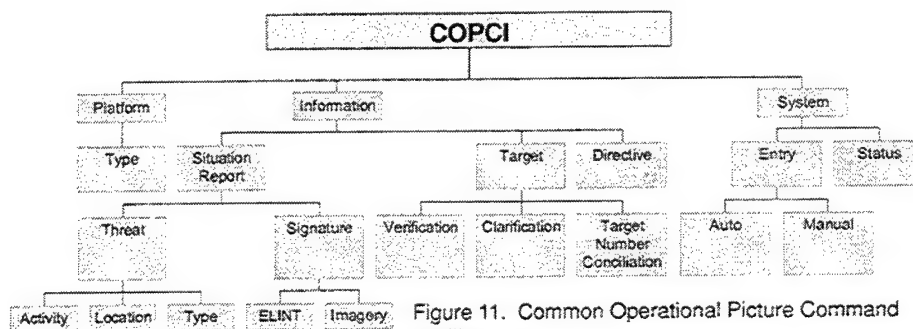 COPCI
Platform
Information
System
Type
Situation
Report
Target
Directive
Entry
Status
Threat
Signature
Verification
Clarification
Target
Number
Conciliation
Auto
Manual
Activity
Location
Type
ELINT
Imagery
Figure 11. Common Operational Picture Command